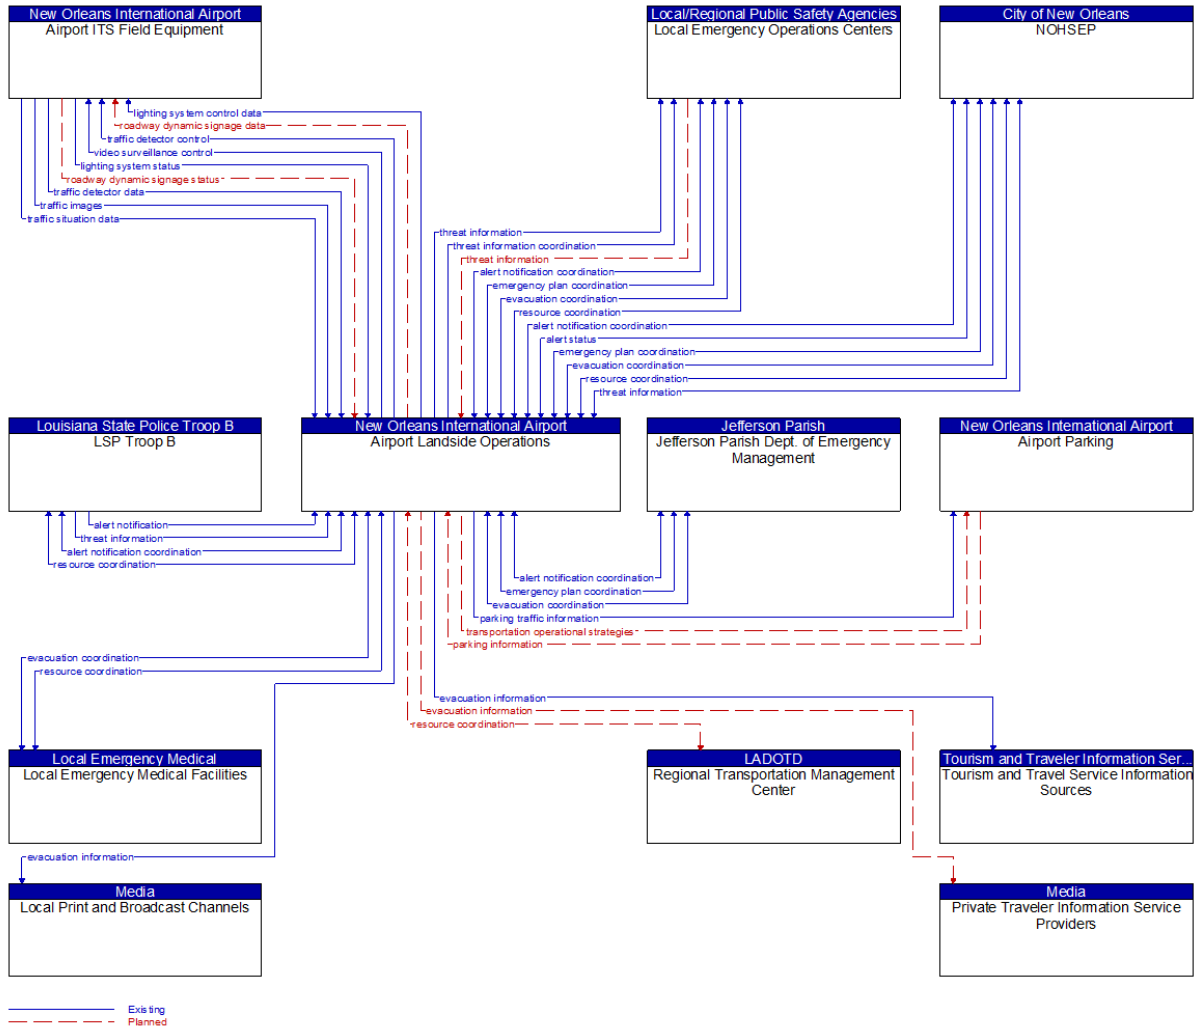 New Orleans International Airport
Airport ITS Field Equipment
Local/Regional Public Safety Agencies
Local Emergency Operations Centers
City of New Orleans
NOHSEP
lighting system control data
roadway dynamic signage data
traffic detector control
video surveillance control
lighting system status
roadway dynamic signage status
traffic detector data
traffic images
traffic situation data
threat information
threat information coordination
threat information
alert notification coordination
emergency plan coordination
evacuation coordination
resource coordination
alert notification coordination
alert status
emergency plan coordination
evacuation coordination
resource coordination
threat information
Louisiana State Police Troop B
LSP Troop B
New Orleans International Airport
Airport Landside Operations
Jefferson Parish
Jefferson Parish Dept. of Emergency
Management
New Orleans International Airport
Airport Parking
alert notification
threat information
alert notification coordination
resource coordination
alert notification coordination
emergency plan coordination
evacuation coordination
parking traffic information
transportation operational strategies
parking information
evacuation coordination
resource coordination
evacuation information
evacuation information
resource coordination
Local Emergency Medical
Local Emergency Medical Facilities
LADOTD
Regional Transportation Management
Center
Tourism and Traveler Information Ser...
Tourism and Travel Service Information
Sources
evacuation information
Media
Local Print and Broadcast Channels
Media
Private Traveler Information Service
Providers
Existing
Planned